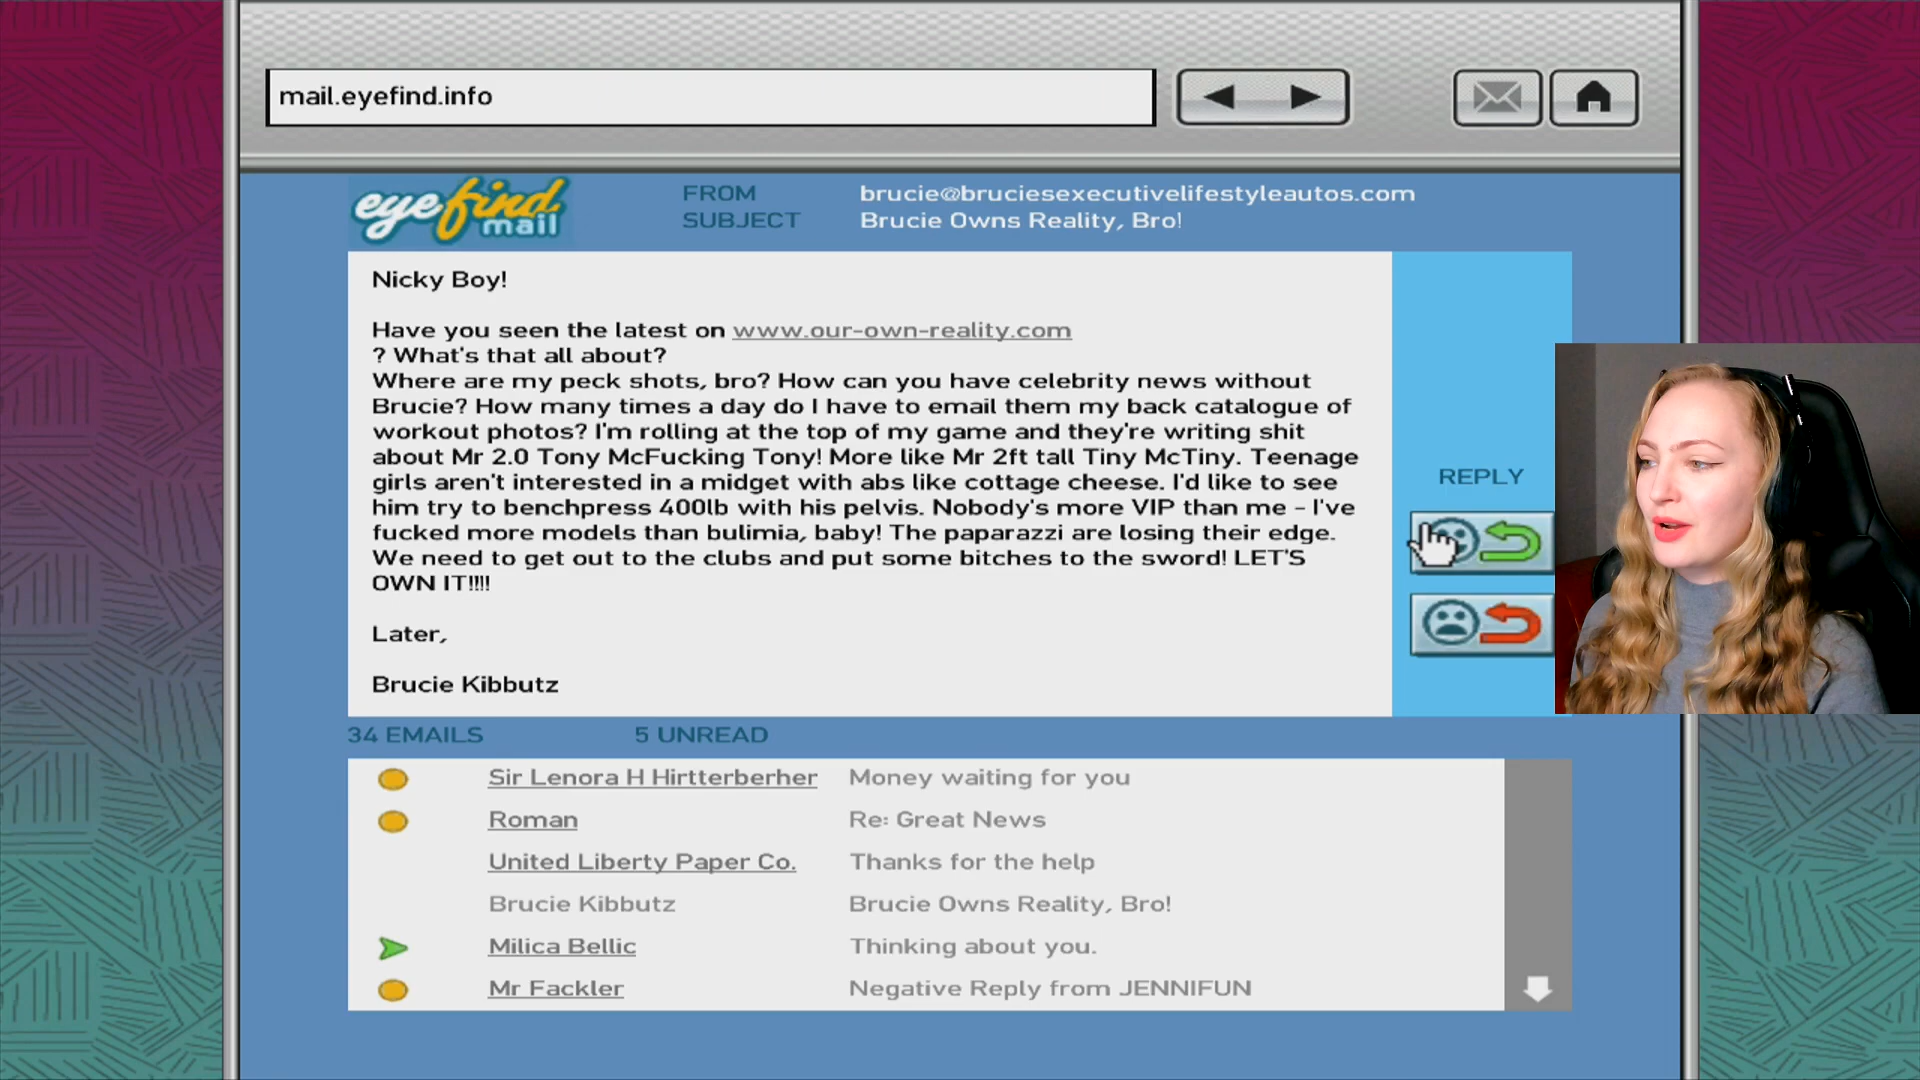 mail.eyefind.info
eyefind mail
FROM brucie@bruciesexecutivelifestyleautos.com
SUBJECT Brucie Owns Reality, Bro!
Nicky Boy!
Have you seen the latest on www.our-own-reality.com
? What's that all about?
Where are my peck shots, bro? How can you have celebrity news without
Brucie? How many times a day do I have to email them my back catalogue of
workout photos? I'm rolling at the top of my game and they're writing shit
about Mr 2.0 Tony McFucking Tony! More like Mr 2ft tall Tiny McTiny. Teenage
girls aren't interested in a midget with abs like cottage cheese. I'd like to see
him try to benchpress 400lb with his pelvis. Nobody's more VIP than me - I've
fucked more models than bulimia, baby! The paparazzi are losing their edge.
We need to get out to the clubs and put some bitches to the sword! LET'S
OWN IT!!!!
Later,
Brucie Kibbutz
REPLY
34 EMAILS 5 UNREAD
Sir Lenora H Hirtterberher Money waiting for you
Roman Re: Great News
United Liberty Paper Co. Thanks for the help
Brucie Kibbutz Brucie Owns Reality, Bro!
Milica Bellic Thinking about you.
Mr Fackler Negative Reply from JENNIFUN